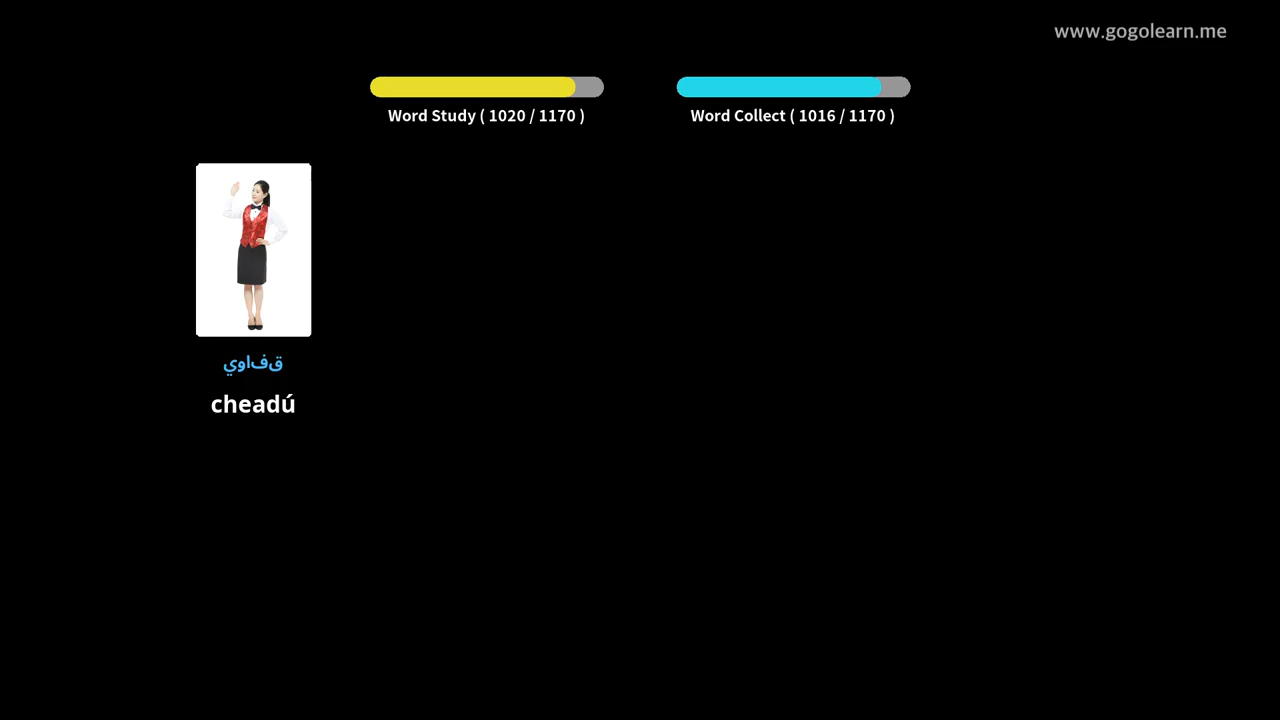 www.gogolearn.me
Word Study ( 1020 / 1170 )
Word Collect ( 1016 / 1170 )
قفاوي
cheadú